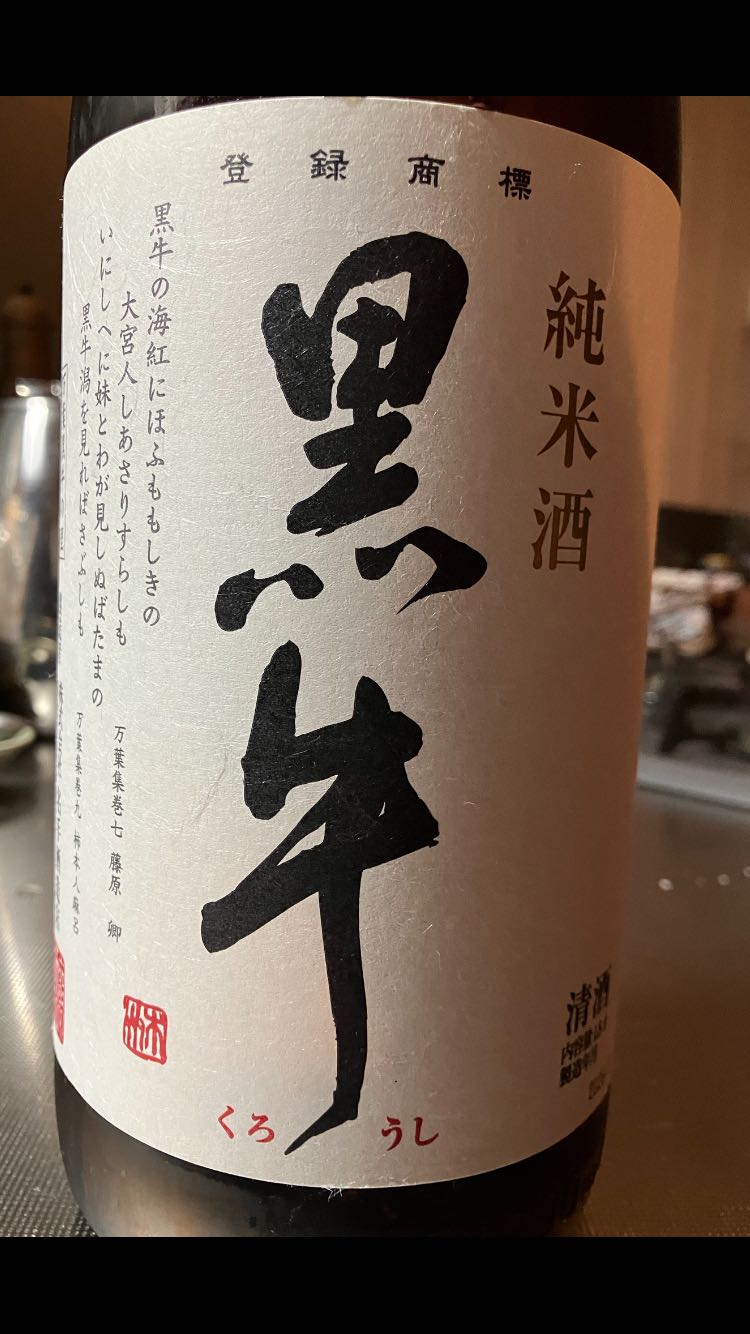 登録商標
純米酒
黒牛
くろうし
黒牛の海紅にほふももしきの
大宮人しあさりすらしも
万葉集巻七 藤原 卿
いにしへに妹とわが見しぬばたまの
黒牛潟を見ればさぶしも
万葉集巻九 柿本人麻呂
清酒
内容量